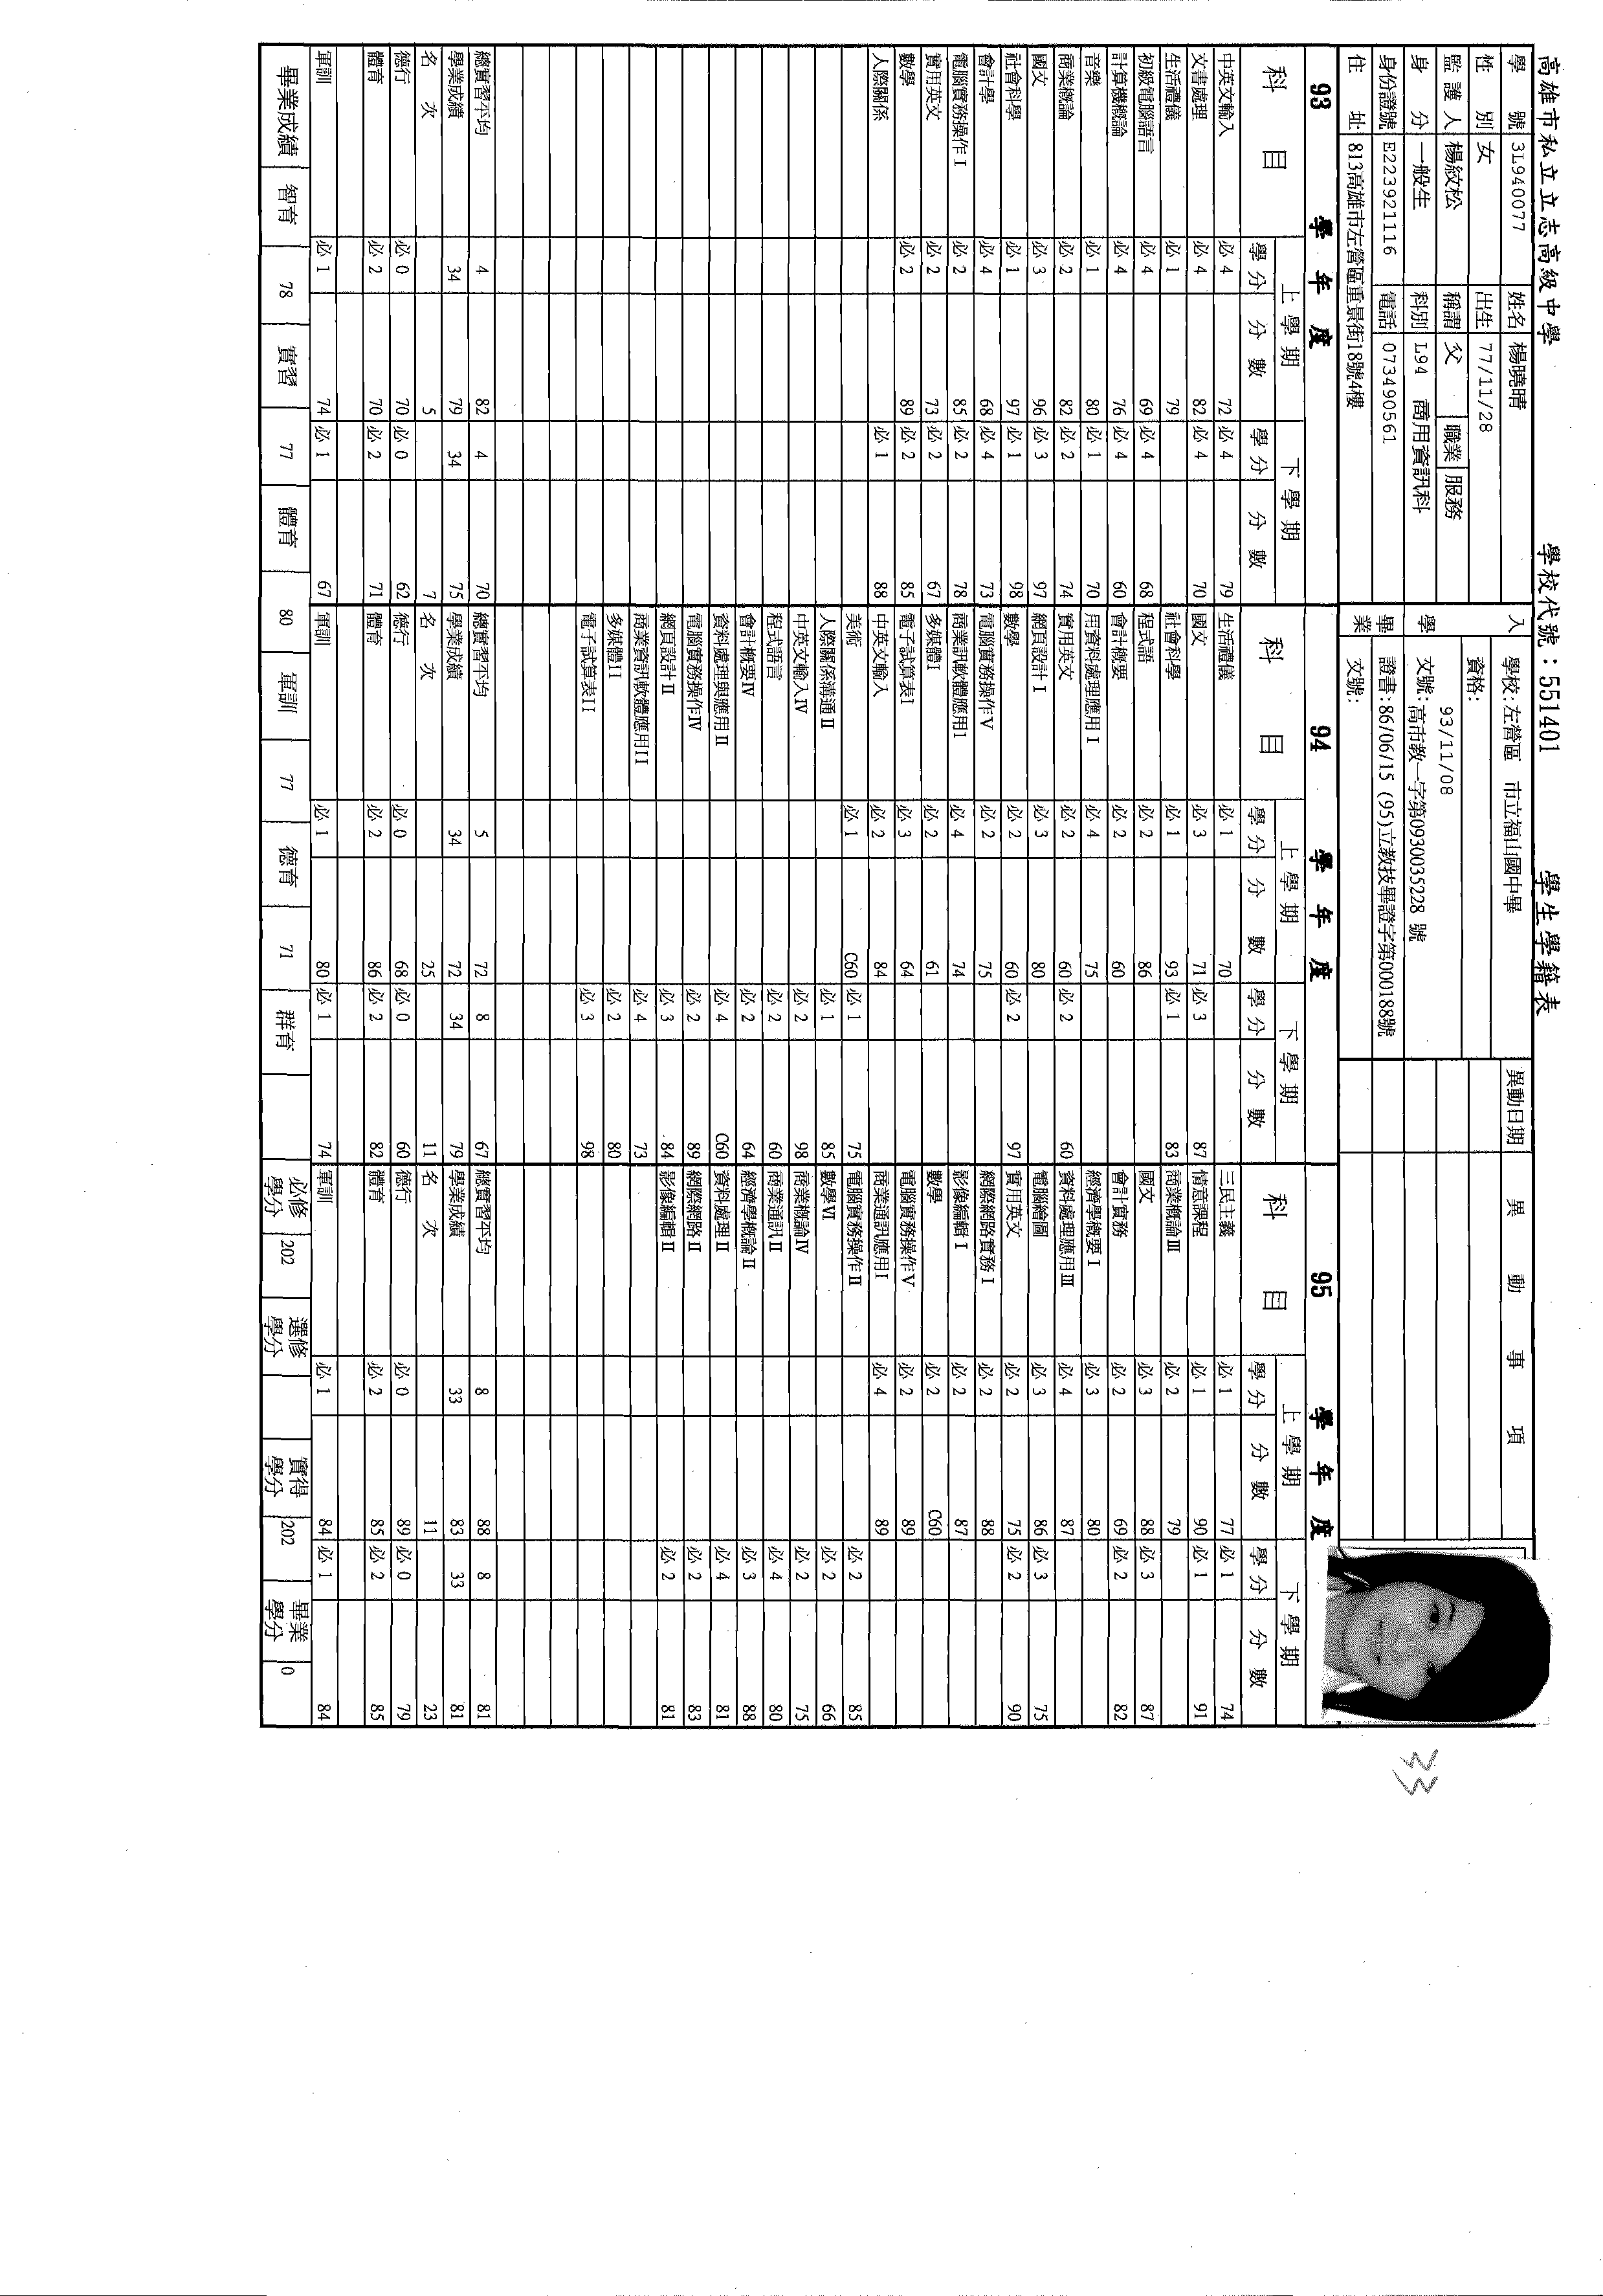 高雄市私立立志高級中學 學校代號：551401 學生學籍表
學號 3L940077 姓名 楊曉晴 入 學校:左營區 市立福山國中畢 異動日期 異動事項
性別 女 出生 77/11/28 資格:
監護人 楊紋松 稱謂 父 職業 服務 93/11/08
身分 一般生 科別 L94 商用資訊科 學 文號:高市教一字第0930035228 號
身份證號 E223921116 電話 073490561 畢 證書:86/06/15 (95)立教技畢證字第000188號
住址 813高雄市左營區重景街18號4樓 業 文號:
93 學年度 94 學年度 95 學年度
科目 上學期 下學期 科目 上學期 下學期 科目 上學期 下學期
學分 分數 學分 分數 學分 分數 學分 分數 學分 分數 學分 分數
中英文輸入 必 4 72 必 4 79 生活禮儀 必 1 70 三民主義 必 1 77 必 1 74
文書處理 必 4 82 必 4 70 國文 必 3 71 必 3 87 情意課程 必 1 90 必 1 91
生活禮儀 必 1 79 社會科學 必 1 93 必 1 83 商業概論Ⅲ 必 2 79
初級電腦語言 必 4 69 必 4 68 程式語 必 2 86 國文 必 3 88 必 3 87
計算機概論 必 4 76 必 4 60 會計概要 必 2 60 會計實務 必 2 69 必 2 82
音樂 必 1 80 必 1 70 用資料處理應用Ⅰ 必 4 75 經濟學概要Ⅰ 必 3 80
商業概論 必 2 82 必 2 74 實用英文 必 2 60 必 2 60 資料處理應用Ⅲ 必 4 87
國文 必 3 96 必 3 97 網頁設計Ⅰ 必 3 80 電腦繪圖 必 3 86 必 3 75
社會科學 必 1 97 必 1 98 數學 必 2 60 必 2 97 實用英文 必 2 75 必 2 90
會計學 必 4 68 必 4 73 電腦實務操作Ⅴ 必 2 75 網際網路實務Ⅰ 必 2 88
電腦實務操作Ⅰ 必 2 85 必 2 78 商業訊軟體應用1 必 4 74 影像編輯Ⅰ 必 2 87
實用英文 必 2 73 必 2 67 多媒體I 必 2 61 數學 必 2 C60
數學 必 2 89 必 2 85 電子試算表I 必 3 64 電腦實務操作Ⅴ 必 2 89
人際關係 必 1 88 中英文輸入 必 2 84 商業通訊應用I 必 4 89
美術 必 1 C60 必 1 75 電腦實務操作Ⅱ 必 2 85
人際關係溝通Ⅱ 必 1 85 數學VI 必 2 66
中英文輸入Ⅳ 必 2 98 商業概論Ⅳ 必 2 75
程式語言 必 2 60 商業通訊Ⅱ 必 4 80
會計概要Ⅳ 必 2 64 經濟學概論Ⅱ 必 3 88
資料處理與應用Ⅱ 必 4 C60 資料處理Ⅱ 必 4 81
電腦實務操作Ⅳ 必 2 89 網際網路Ⅱ 必 2 83
網頁設計Ⅱ 必 3 84 影像編輯Ⅱ 必 2 81
商業資訊軟體應用II 必 4 73
多媒體II 必 2 80
電子試算表II 必 3 98
總實習平均 4 82 4 70 總實習平均 5 72 8 67 總實習平均 8 88 8 81
學業成績 34 79 34 75 學業成績 34 72 34 79 學業成績 33 83 33 81
名次 5 7 名次 25 11 名次 11 23
德行 必 0 70 必 0 62 德行 必 0 68 必 0 60 德行 必 0 89 必 0 79
體育 必 2 70 必 2 71 體育 必 2 86 必 2 82 體育 必 2 85 必 2 85
軍訓 必 1 74 必 1 67 軍訓 必 1 80 必 1 74 軍訓 必 1 84 必 1 84
畢業成績 智育 78 實習 77 體育 80 軍訓 77 德育 71 群育 必修學分 202 選修學分 實得學分 202 畢業學分 0